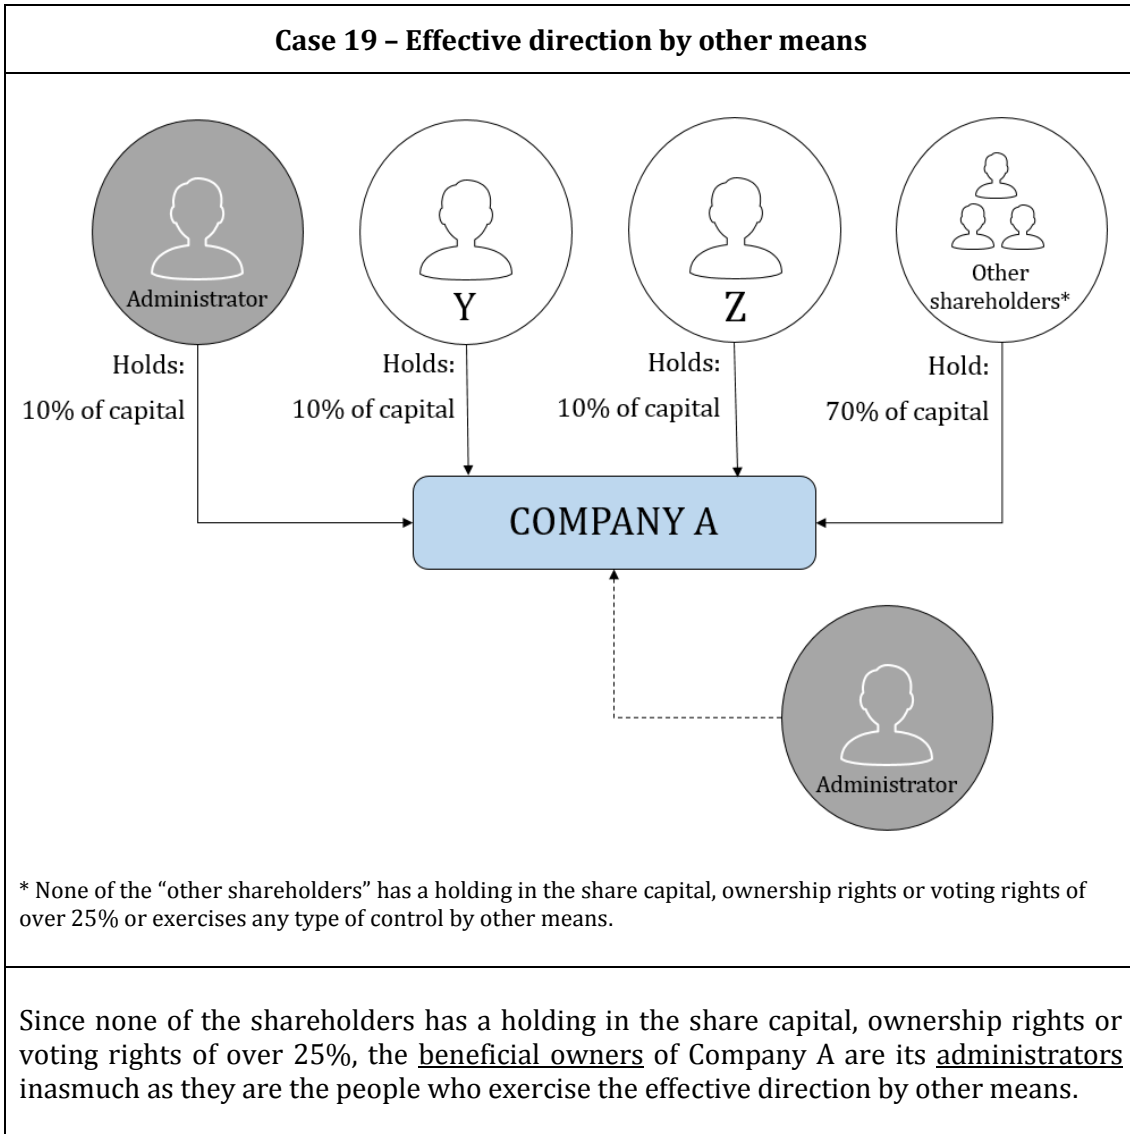 Case 19 – Effective direction by other means
Administrator
Y
Z
Other
shareholders*
Holds:
10% of capital
Holds:
10% of capital
Holds:
10% of capital
Hold:
70% of capital
COMPANY A
Administrator
* None of the “other shareholders” has a holding in the share capital, ownership rights or voting rights of
over 25% or exercises any type of control by other means.
Since none of the shareholders has a holding in the share capital, ownership rights or
voting rights of over 25%, the beneficial owners of Company A are its administrators
inasmuch as they are the people who exercise the effective direction by other means.